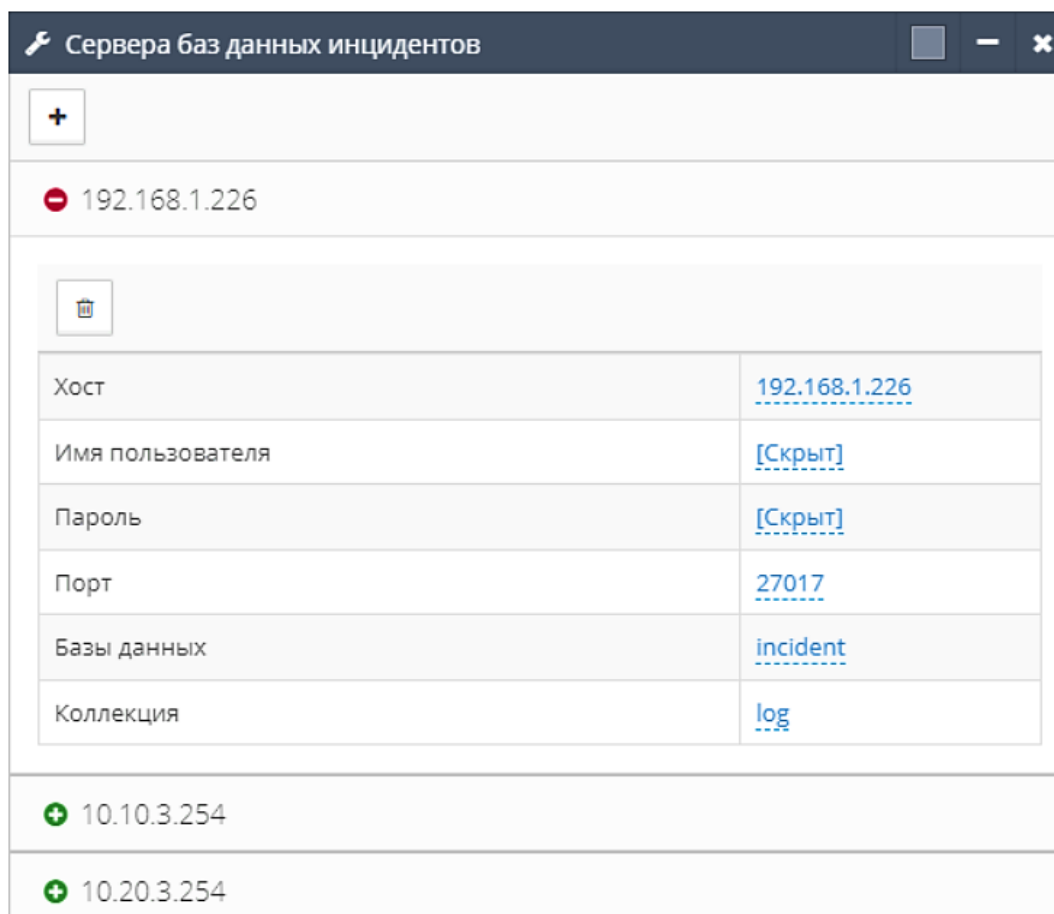 Сервера баз данных инцидентов
192.168.1.226
Хост 192.168.1.226
Имя пользователя [Скрыт]
Пароль [Скрыт]
Порт 27017
Базы данных incident
Коллекция log
10.10.3.254
10.20.3.254